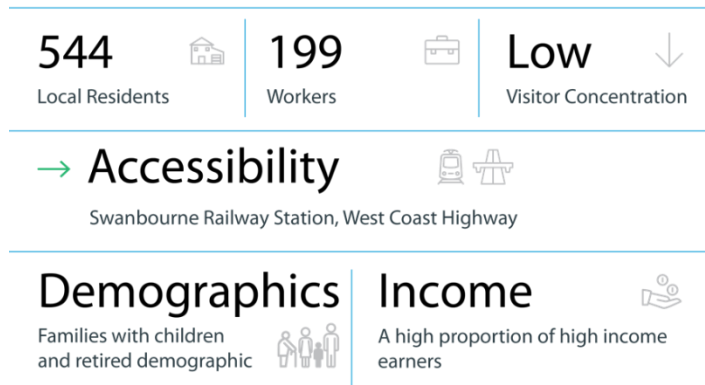 544
Local Residents
199
Workers
Low
Visitor Concentration
Accessibility
Swanbourne Railway Station, West Coast Highway
Demographics
Families with children
and retired demographic
Income
A high proportion of high income
earners